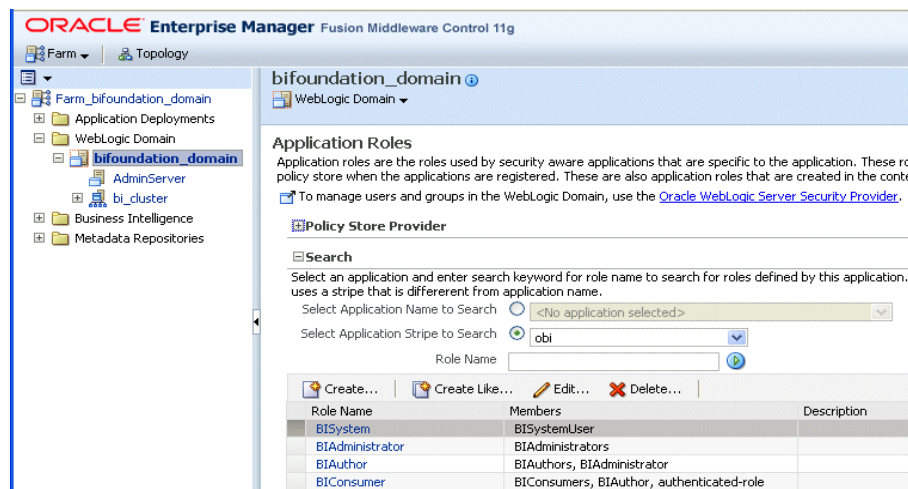 ORACLE Enterprise Manager Fusion Middleware Control 11g
Farm Topology
Farm_bifoundation_domain
Application Deployments
WebLogic Domain
bifoundation_domain
AdminServer
bi_cluster
Business Intelligence
Metadata Repositories
bifoundation_domain
WebLogic Domain
Application Roles
Application roles are the roles used by security aware applications that are specific to the application. These ro
policy store when the applications are registered. These are also application roles that are created in the conte
To manage users and groups in the WebLogic Domain, use the Oracle WebLogic Server Security Provider.
Policy Store Provider
Search
Select an application and enter search keyword for role name to search for roles defined by this application.
uses a stripe that is differerent from application name.
Select Application Name to Search <No application selected>
Select Application Stripe to Search obi
Role Name
Create... Create Like... Edit... Delete...
Role Name Members Description
BISystem BISystemUser
BIAdministrator BIAdministrators
BIAuthor BIAuthors, BIAdministrator
BIConsumer BIConsumers, BIAuthor, authenticated-role